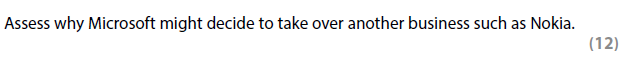 Assess why Microsoft might decide to take over another business such as Nokia.
(12)